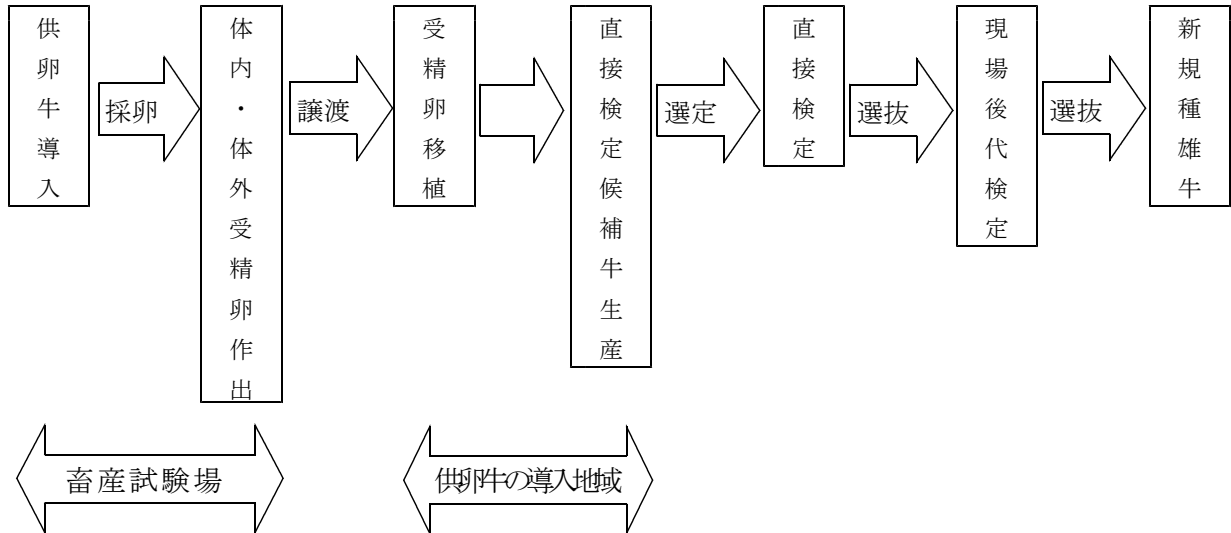 供卵牛導入
採卵
体内・体外受精卵作出
譲渡
受精卵移植
直接検定候補牛生産
選定
直接検定
選抜
現場後代検定
選抜
新規種雄牛
畜産試験場
供卵牛の導入地域